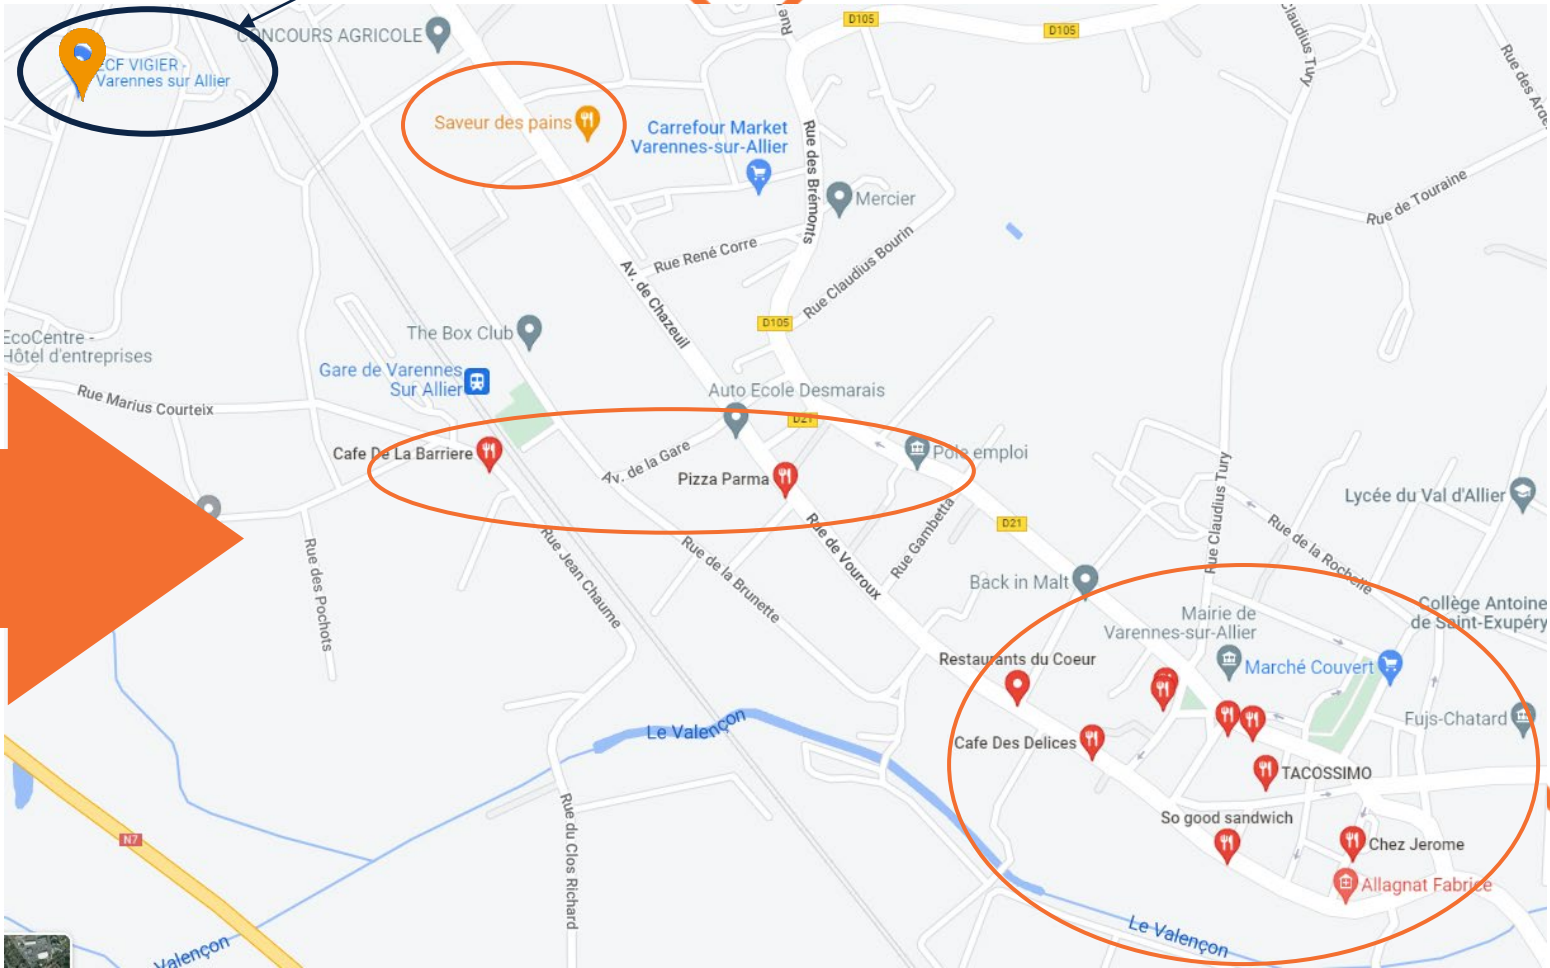 D105
D105
Rue
Claudius Tury
Rue des Arde
CONCOURS AGRICOLE
ECF VIGIER -
Varennes sur Allier
Saveur des pains
Carrefour Market
Varennes-sur-Allier
Rue des Brémonts
Mercier
Rue de Touraine
Rue René Corre
Rue Claudius Bourin
Av. de Chazeuil
D105
The Box Club
EcoCentre -
Hôtel d'entreprises
Gare de Varennes
Sur Allier
Rue Marius Courteix
Auto Ecole Desmarais
D21
Cafe De La Barriere
Av. de la Gare
Pizza Parma
Pole emploi
Rue Claudius Tury
Lycée du Val d'Allier
D21
Rue de la Rochelle
Rue Gambetta
Rue de Vouroux
Rue des Pochots
Rue Jean Chaume
Rue de la Brunette
Back in Malt
Mairie de
Varennes-sur-Allier
Collège Antoine
de Saint-Exupéry
Restaurants du Coeur
Marché Couvert
Le Valençon
Cafe Des Delices
Fujs-Chatard
TACOSSIMO
So good sandwich
Chez Jerome
N7
Rue du Clos Richard
Allagnat Fabrice
Le Valençon
Valençon